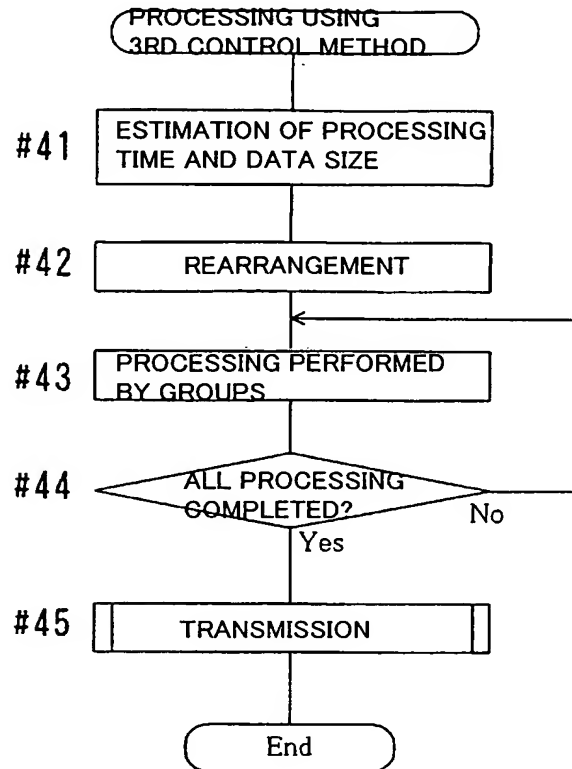 PROCESSING USING
3RD CONTROL METHOD
#41
ESTIMATION OF PROCESSING
TIME AND DATA SIZE
#42
REARRANGEMENT
#43
PROCESSING PERFORMED
BY GROUPS
#44
ALL PROCESSING
COMPLETED?
No
Yes
#45
TRANSMISSION
End